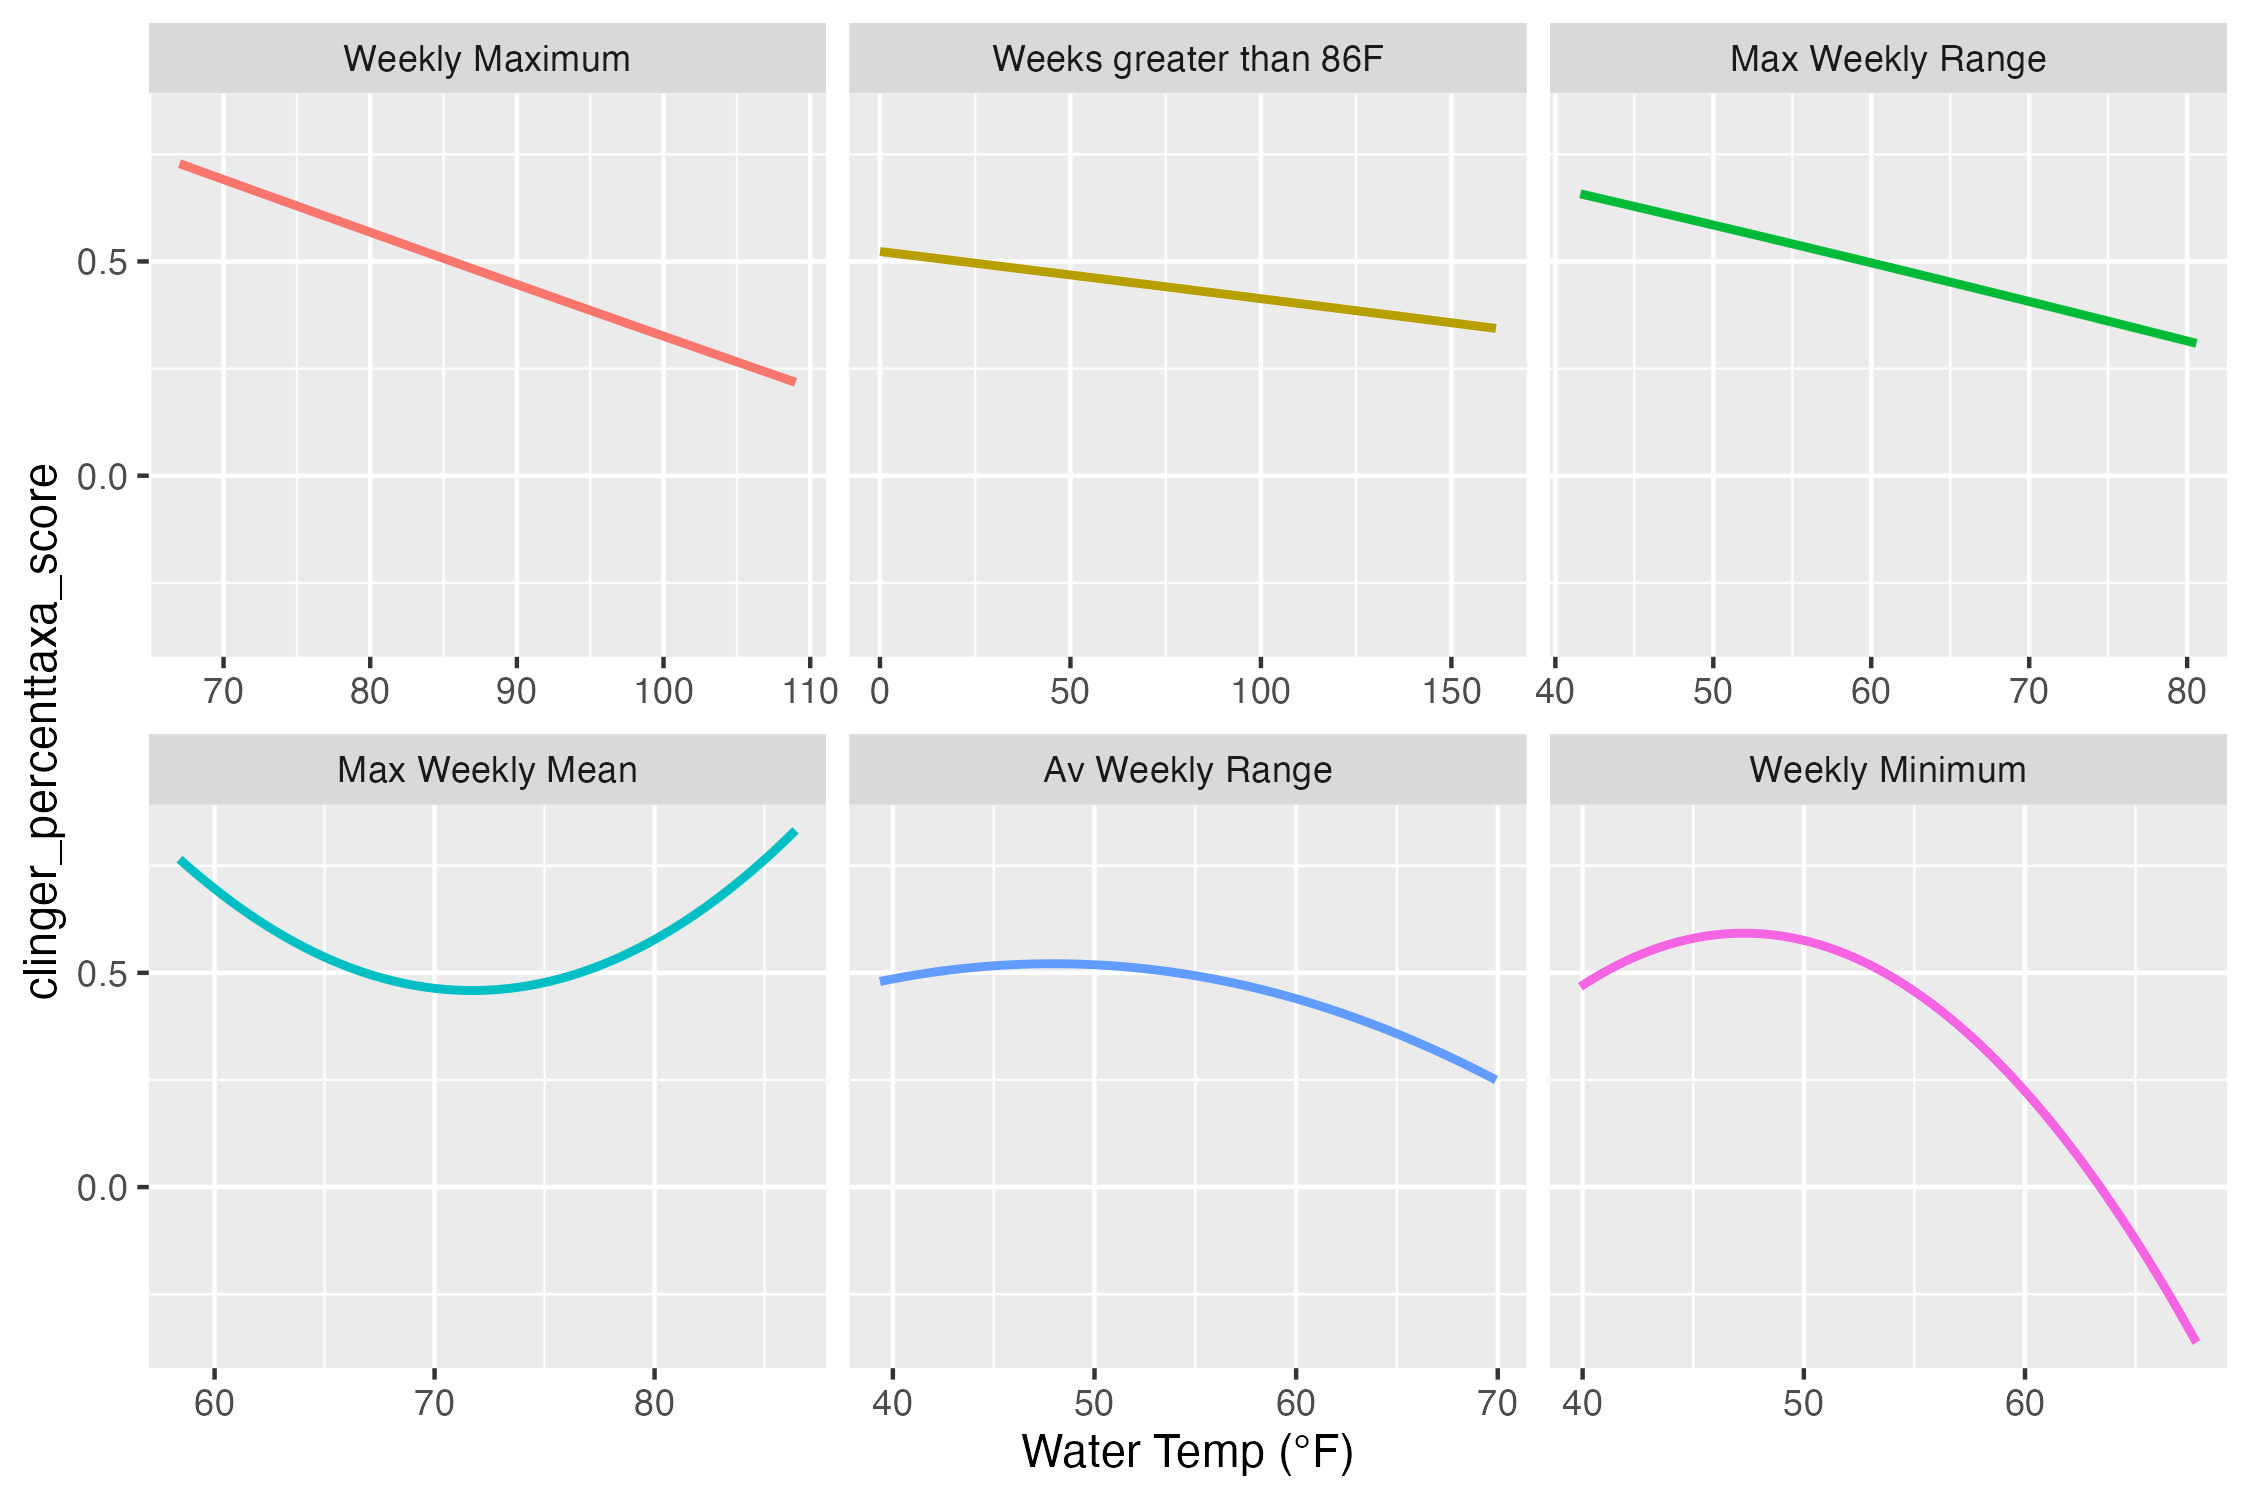 Weekly Maximum
Weeks greater than 86F
Max Weekly Range
0.5
0.0
70 80 90 100 110
0 50 100 150
40 50 60 70 80
clinger_percenttaxa_score
Max Weekly Mean
Av Weekly Range
Weekly Minimum
0.5
0.0
60 70 80
40 50 60 70
40 50 60
Water Temp (°F)